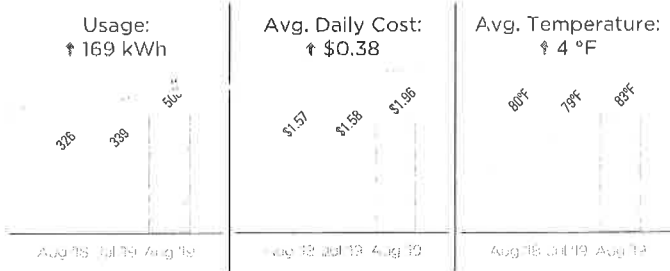 Usage:
↑ 169 kWh
326
339
Aug '18 Jul '19 Aug '19
Avg. Daily Cost:
↑ $0.38
$1.57
$1.58
$1.96
Aug '18 Jul '19 Aug '19
Avg. Temperature:
↑ 4 °F
80°F
79°F
83°F
Aug '18 Jul '19 Aug '19